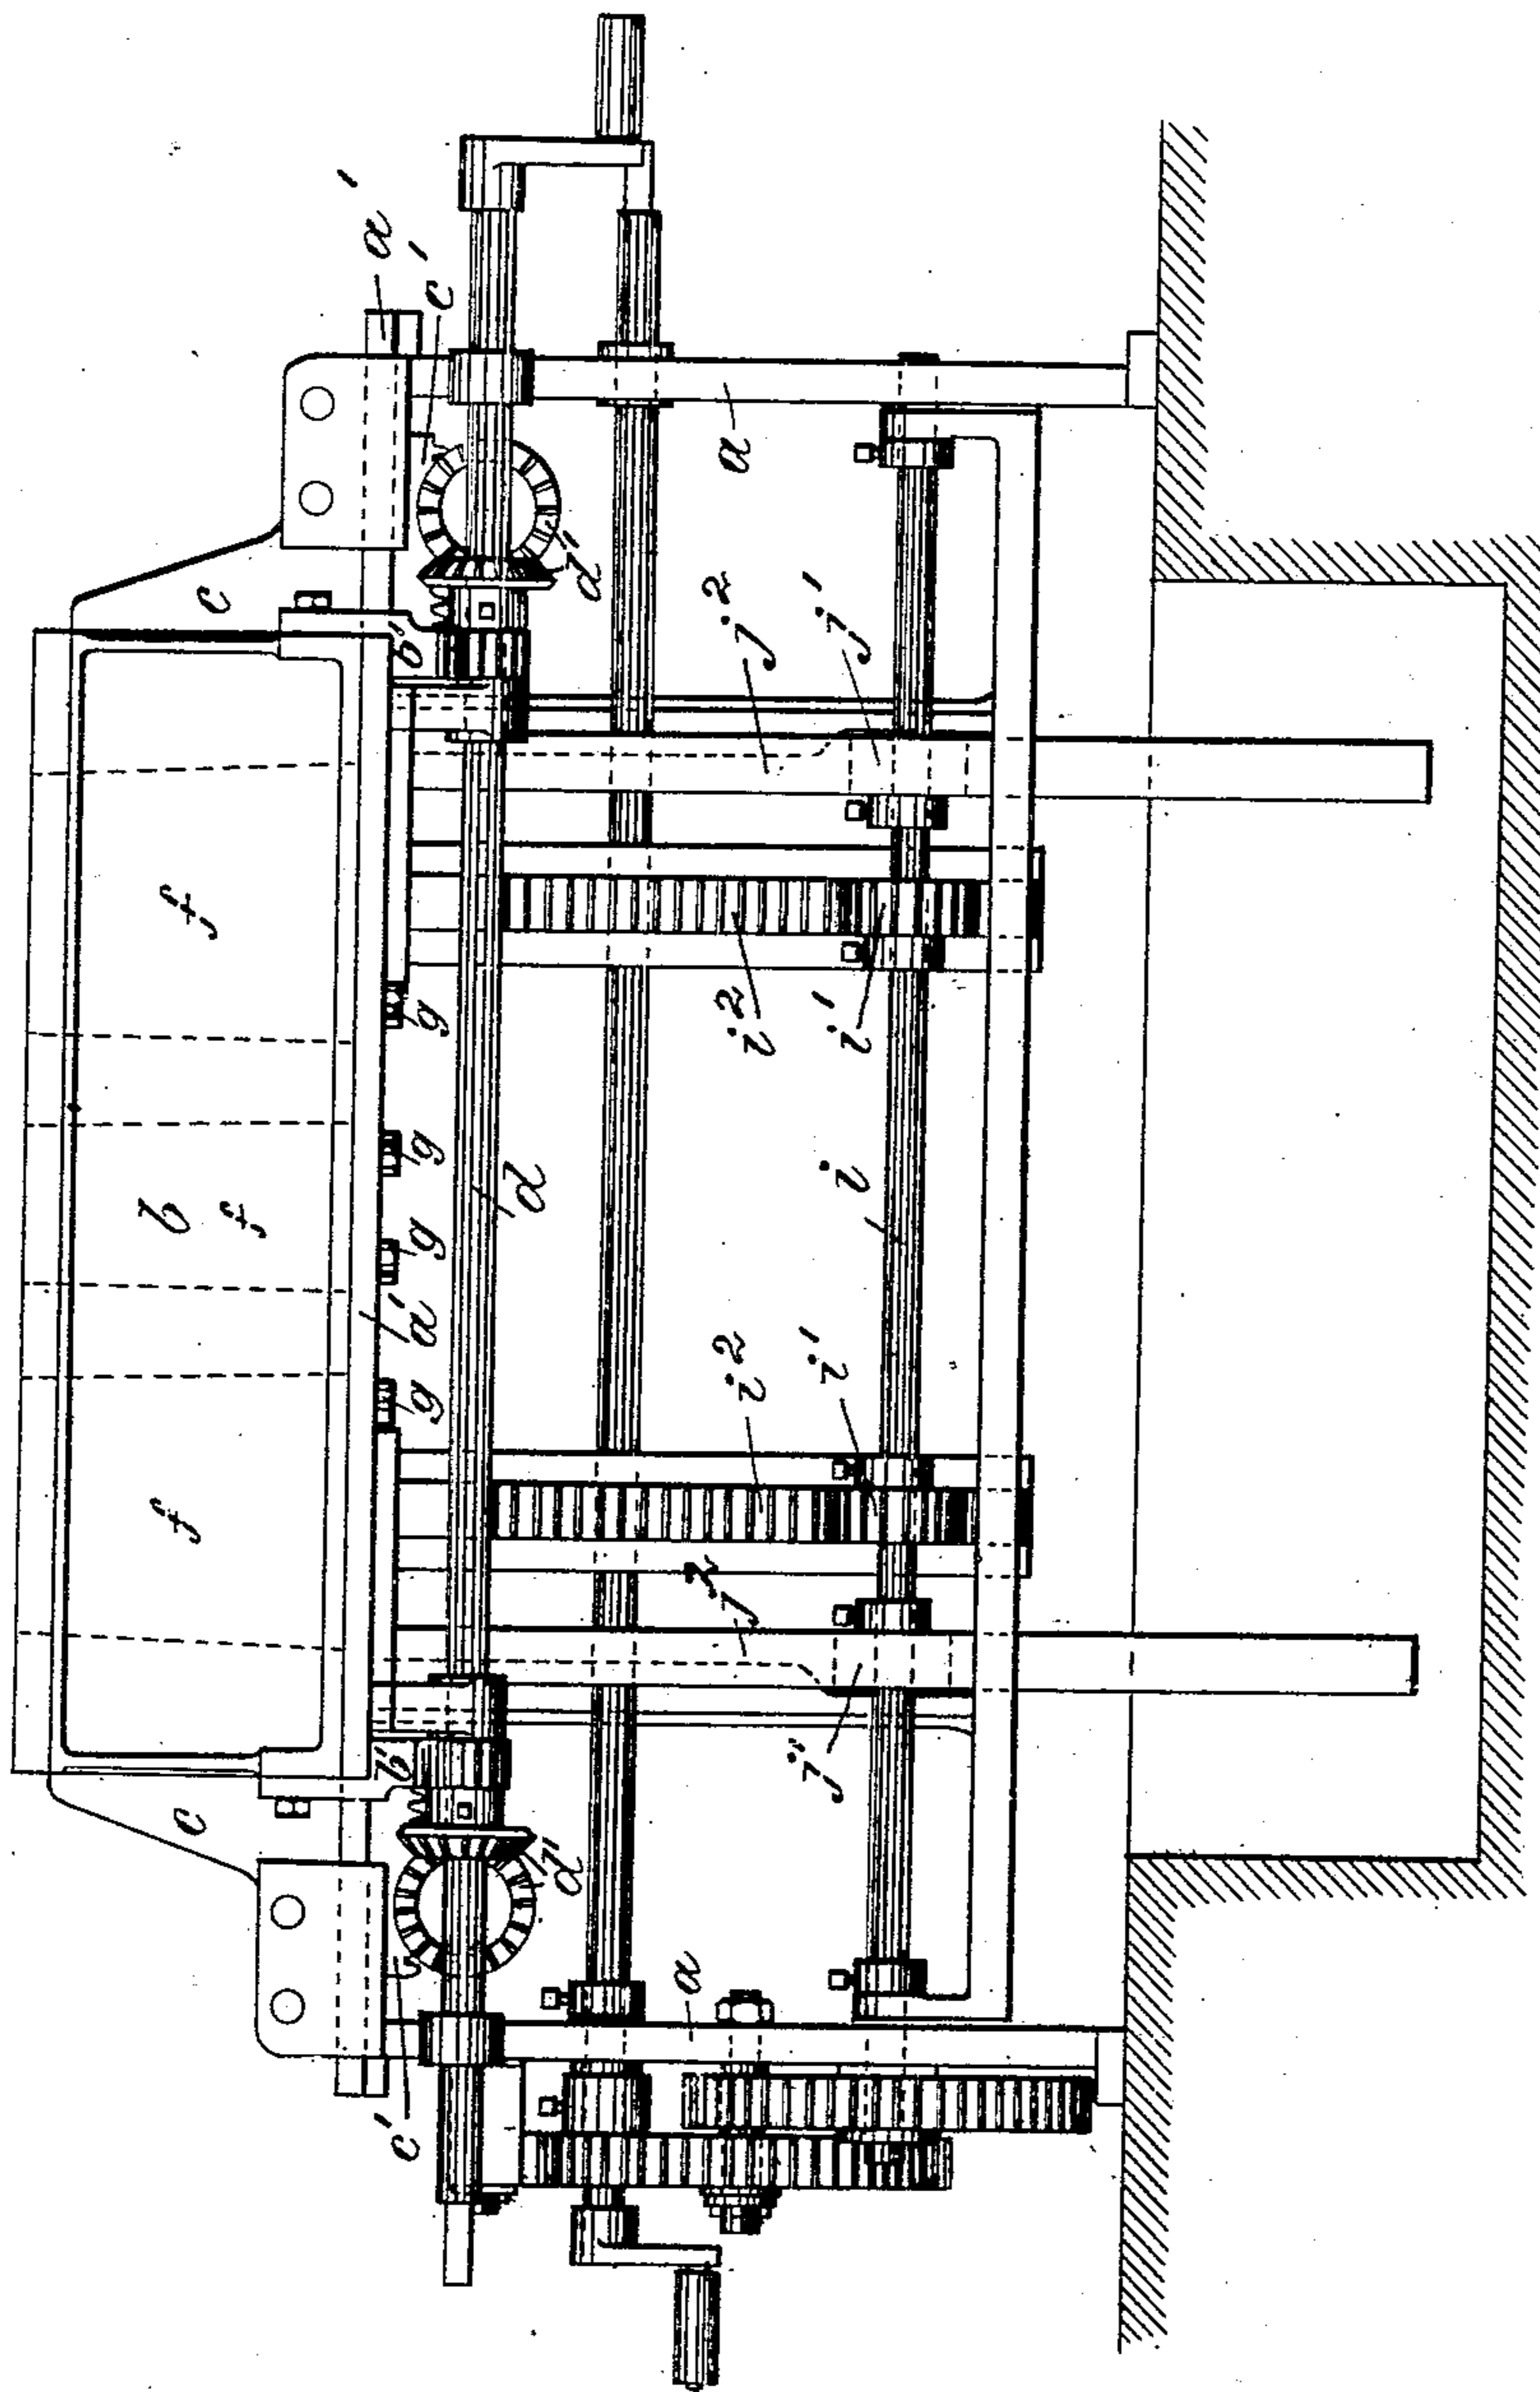 a'
c'
c
b'
d'
a
f
g
j²
j'
i²
i'
g
b
f
g
d
i
a'
g
i²
i'
f
j²
j'
c
b'
d'
c'
a